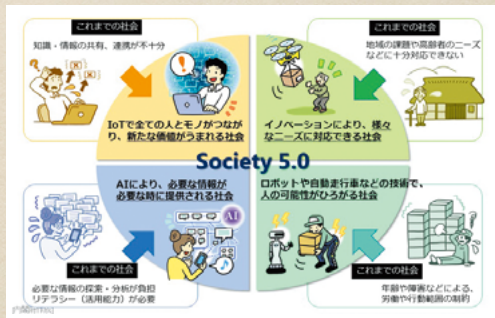 これまでの社会
知識・情報の共有、連携が不十分
IoTで全ての人とモノがつなが
り、新たな価値がうまれる社会
これまでの社会
地域の課題や高齢者のニーズ
などに十分対応できない
イノベーションにより、様々
なニーズに対応できる社会
Society 5.0
AIにより、必要な情報が
必要な時に提供される社会
AI
これまでの社会
必要な情報の探索・分析が負担
リテラシー（活用能力）が必要
ロボットや自動走行車などの技術で、
人の可能性がひろがる社会
これまでの社会
年齢や障害などによる、
労働や行動範囲の制約